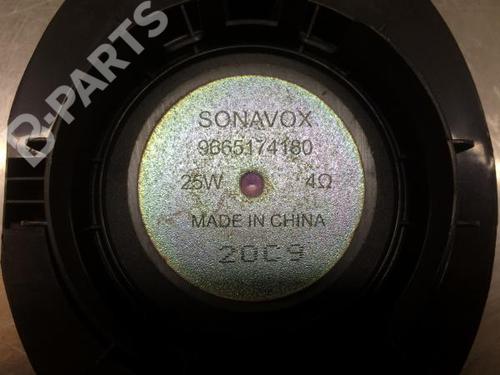 B-PARTS
SONAVOX
9665174180
25W 4Ω
MADE IN CHINA
20C9